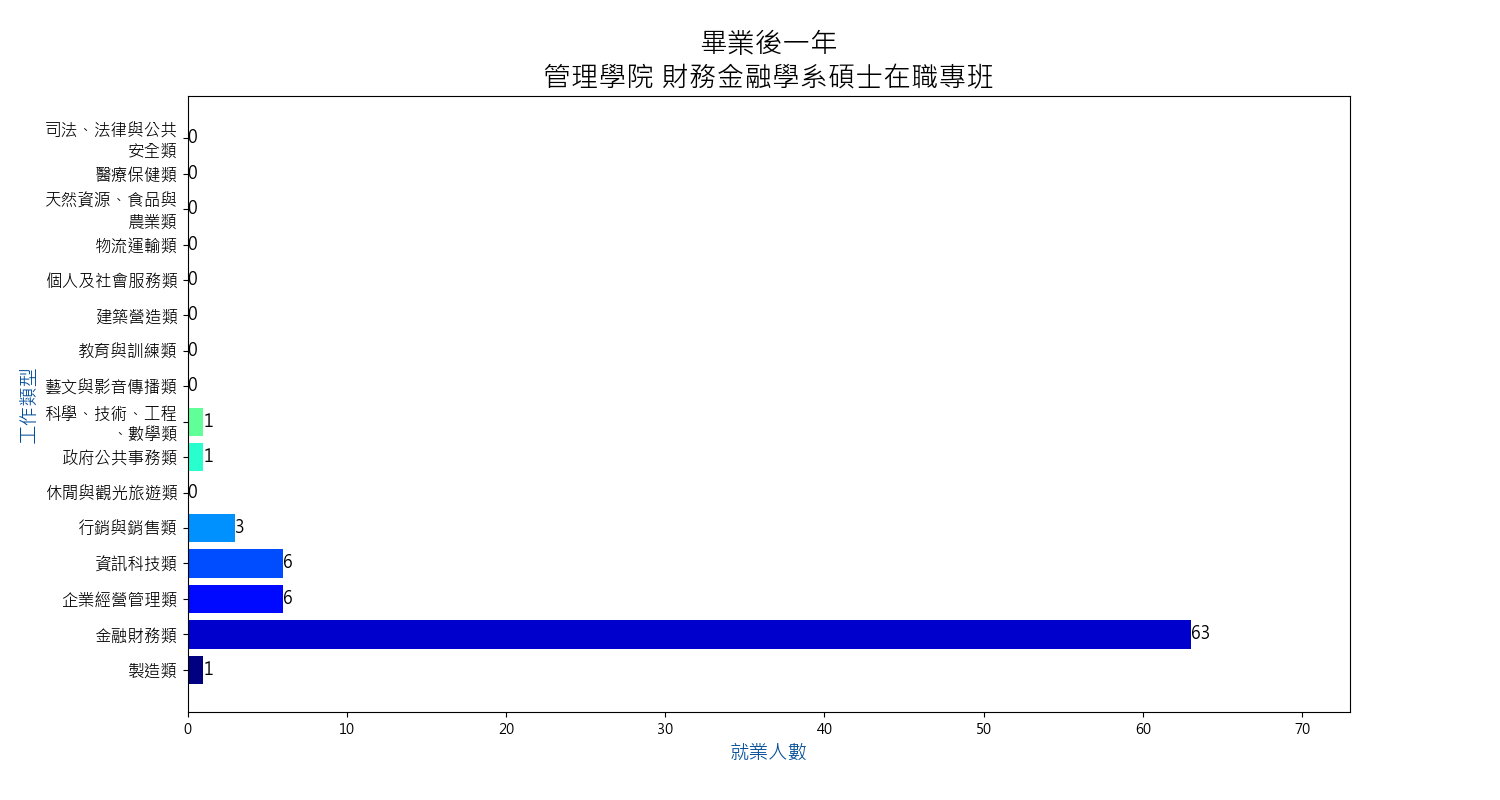 畢業後一年
管理學院 財務金融學系碩士在職專班
司法、法律與公共
安全類
0
醫療保健類
0
天然資源、食品與
農業類
0
物流運輸類
0
個人及社會服務類
0
建築營造類
0
教育與訓練類
0
藝文與影音傳播類
0
科學、技術、工程
、數學類
1
政府公共事務類
1
休閒與觀光旅遊類
0
行銷與銷售類
3
資訊科技類
6
企業經營管理類
6
金融財務類
63
製造類
1
工作類型
0 10 20 30 40 50 60 70
就業人數